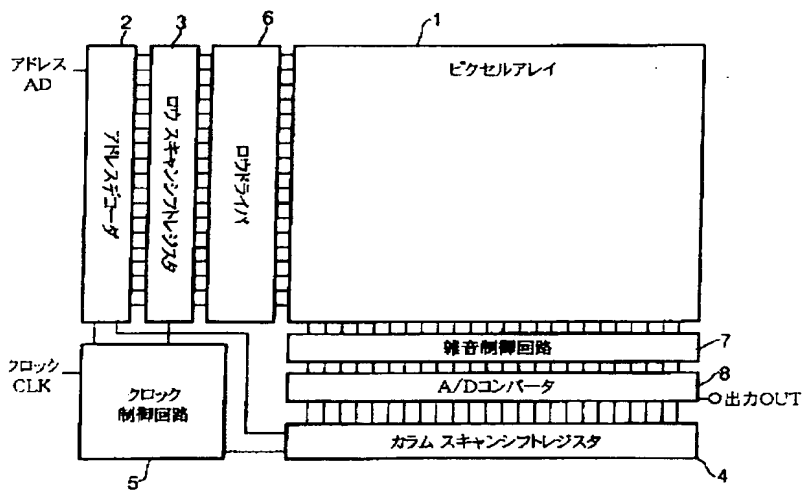 2
3
6
1
アドレス
AD
アドレスデコーダ
ロウ スキャンシフトレジスタ
ロウドライバ
ピクセルアレイ
雑音制御回路
7
A/Dコンバータ
8
出力OUT
クロック
CLK
クロック
制御回路
5
カラム スキャンシフトレジスタ
4